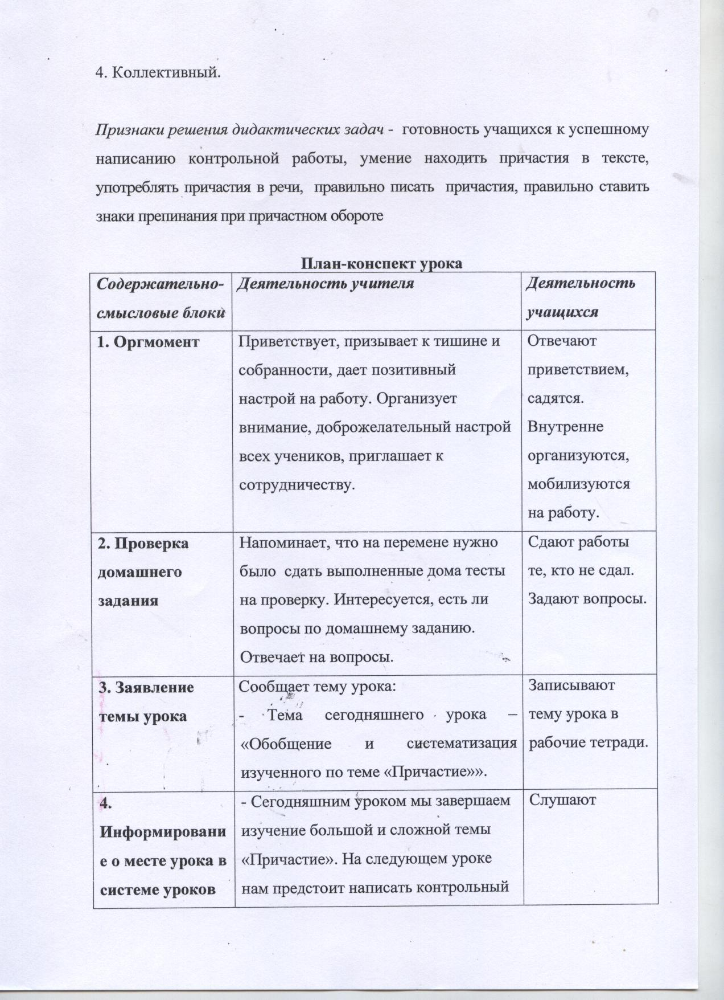 4. Коллективный.
Признаки решения дидактических задач - готовность учащихся к успешному
написанию контрольной работы, умение находить причастия в тексте,
употреблять причастия в речи, правильно писать причастия, правильно ставить
знаки препинания при причастном обороте
План-конспект урока
Содержательно-
смысловые блоки
Деятельность учителя
Деятельность
учащихся
1. Оргмомент
Приветствует, призывает к тишине и
собранности, дает позитивный
настрой на работу. Организует
внимание, доброжелательный настрой
всех учеников, приглашает к
сотрудничеству.
Отвечают
приветствием,
садятся.
Внутренне
организуются,
мобилизуются
на работу.
2. Проверка
домашнего
задания
Напоминает, что на перемене нужно
было сдать выполненные дома тесты
на проверку. Интересуется, есть ли
вопросы по домашнему заданию.
Отвечает на вопросы.
Сдают работы
те, кто не сдал.
Задают вопросы.
3. Заявление
темы урока
Сообщает тему урока:
- Тема сегодняшнего урока –
«Обобщение и систематизация
изученного по теме «Причастие»».
Записывают
тему урока в
рабочие тетради.
4.
Информировани
е о месте урока в
системе уроков
- Сегодняшним уроком мы завершаем
изучение большой и сложной темы
«Причастие». На следующем уроке
нам предстоит написать контрольный
Слушают